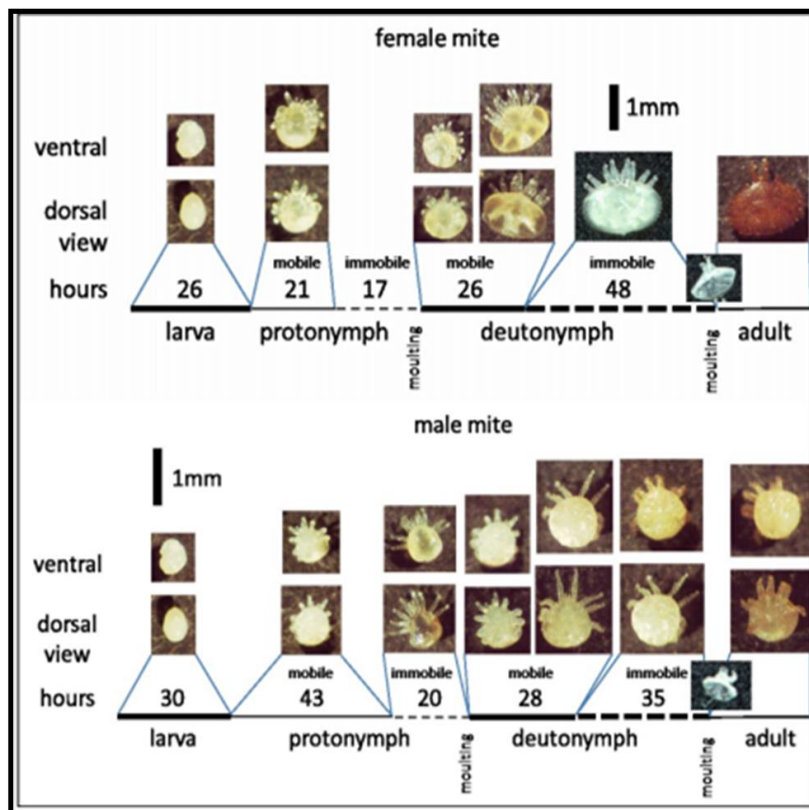 female mite
1mm
ventral
dorsal
view
mobile immobile mobile immobile
hours 26 21 17 26 48
larva protonymph moulting deutonymph moulting adult
male mite
1mm
ventral
dorsal
view
mobile immobile mobile immobile
hours 30 43 20 28 35
larva protonymph moulting deutonymph moulting adult